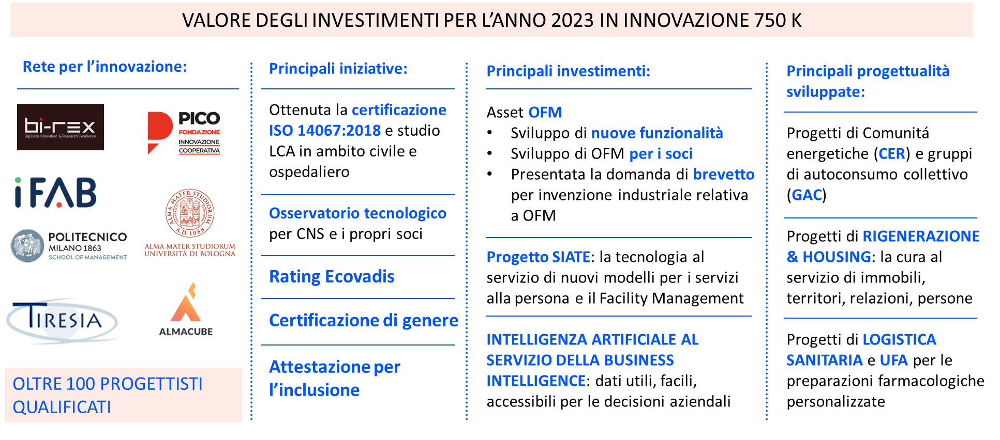 VALORE DEGLI INVESTIMENTI PER L’ANNO 2023 IN INNOVAZIONE 750 K
Rete per l’innovazione:
bi-rex
Big Data Innovation & Research Excellence
PICO
FONDAZIONE
INNOVAZIONE
COOPERATIVA
iFAB
ALMA MATER STUDIORUM
A.D. 1088
ALMA MATER STUDIORUM
UNIVERSITÀ DI BOLOGNA
POLITECNICO
MILANO 1863
SCHOOL OF MANAGEMENT
TIRESIA
ALMACUBE
OLTRE 100 PROGETTISTI
QUALIFICATI
Principali iniziative:
Ottenuta la certificazione
ISO 14067:2018 e studio
LCA in ambito civile e
ospedaliero
Osservatorio tecnologico
per CNS e i propri soci
Rating Ecovadis
Certificazione di genere
Attestazione per
l’inclusione
Principali investimenti:
Asset OFM
• Sviluppo di nuove funzionalità
• Sviluppo di OFM per i soci
• Presentata la domanda di brevetto
per invenzione industriale relativa
a OFM
Progetto SIATE: la tecnologia al
servizio di nuovi modelli per i servizi
alla persona e il Facility Management
INTELLIGENZA ARTIFICIALE AL
SERVIZIO DELLA BUSINESS
INTELLIGENCE: dati utili, facili,
accessibili per le decisioni aziendali
Principali progettualità
sviluppate:
Progetti di Comunitá
energetiche (CER) e gruppi
di autoconsumo collettivo
(GAC)
Progetti di RIGENERAZIONE
& HOUSING: la cura al
servizio di immobili,
territori, relazioni, persone
Progetti di LOGISTICA
SANITARIA e UFA per le
preparazioni farmacologiche
personalizzate